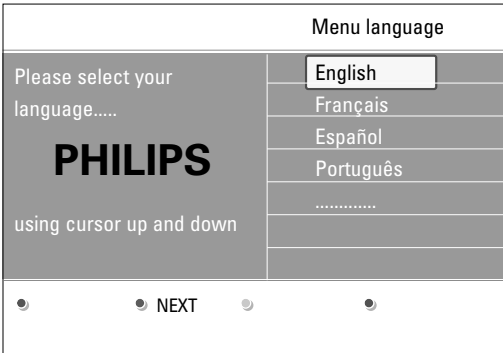 Menu language
Please select your
language.....
PHILIPS
using cursor up and down
English
Français
Español
Português
.............
NEXT